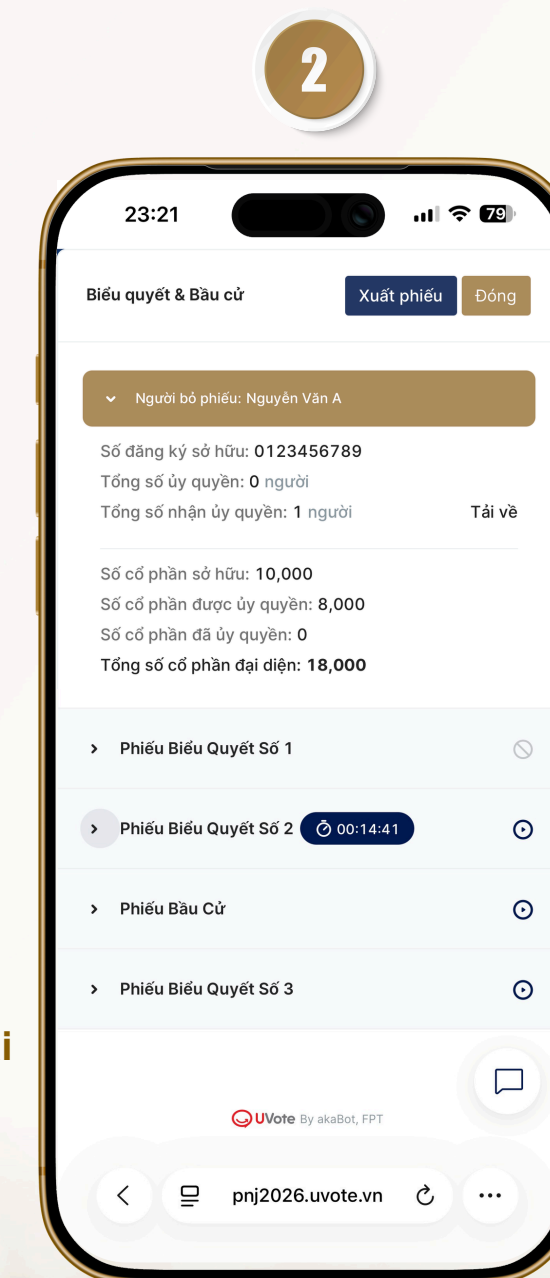 2
23:21
79
Biểu quyết & Bầu cử
Xuất phiếu
Đóng
Người bỏ phiếu: Nguyễn Văn A
Số đăng ký sở hữu: 0123456789
Tổng số ủy quyền: 0 người
Tổng số nhận ủy quyền: 1 người
Tải về
Số cổ phần sở hữu: 10,000
Số cổ phần được ủy quyền: 8,000
Số cổ phần đã ủy quyền: 0
Tổng số cổ phần đại diện: 18,000
Phiếu Biểu Quyết Số 1
Phiếu Biểu Quyết Số 2 00:14:41
Phiếu Bầu Cử
Phiếu Biểu Quyết Số 3
i
UVote By akaBot, FPT
pnj2026.uvote.vn